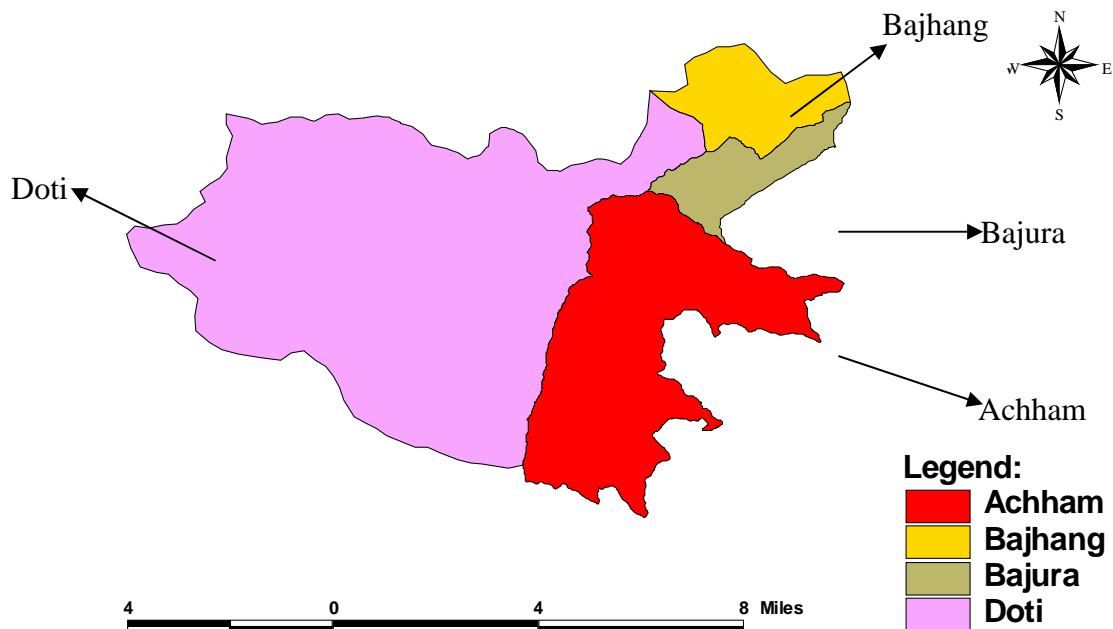 Bajhang
N
W
E
S
Doti
Bajura
Achham
Legend:
Achham
Bajhang
Bajura
Doti
4 0 4 8 Miles